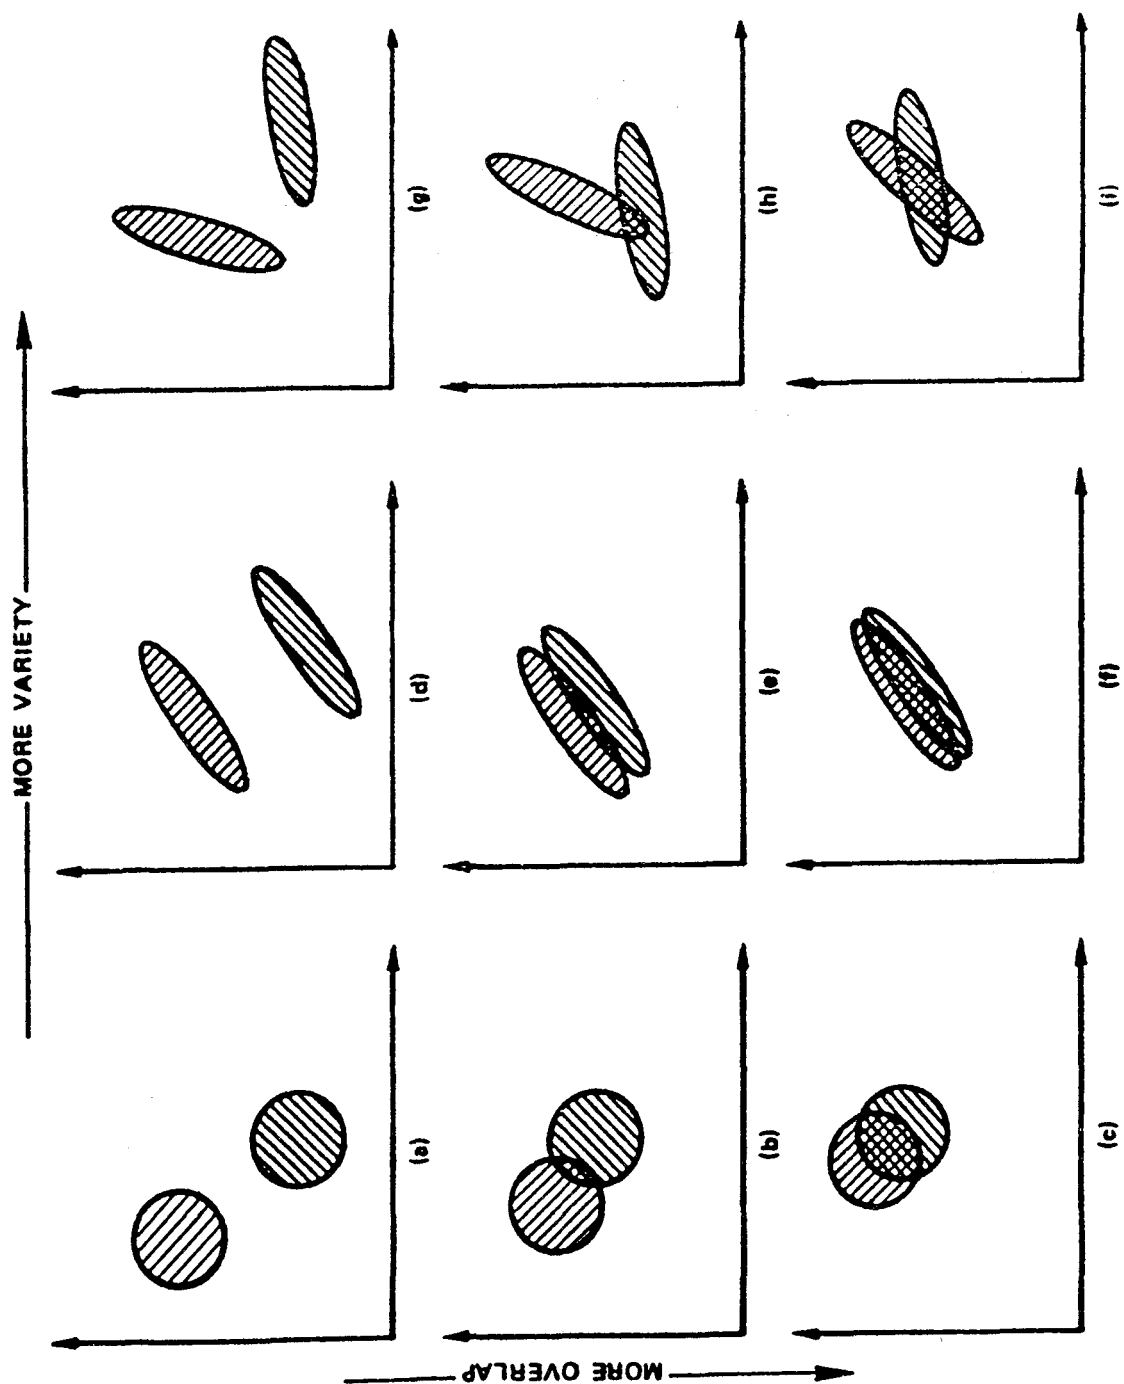 MORE VARIETY
MORE OVERLAP
(a)
(d)
(g)
(b)
(e)
(h)
(c)
(f)
(i)